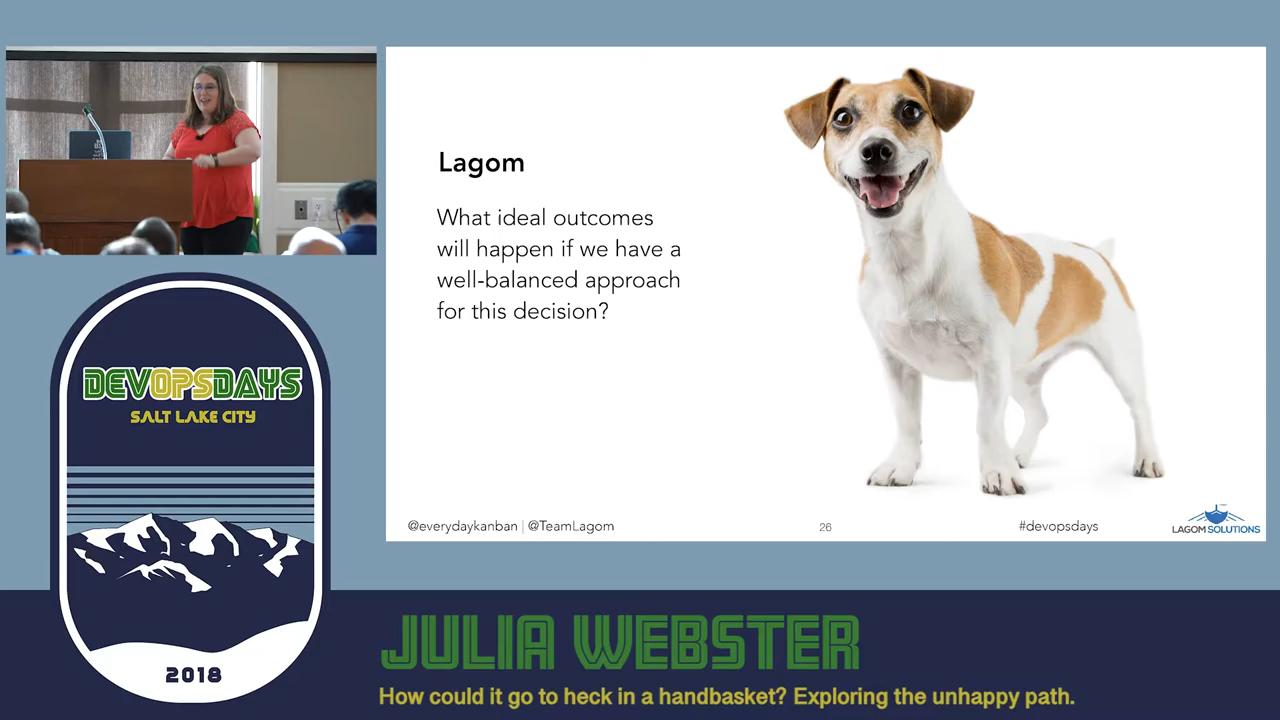 Lagom
What ideal outcomes
will happen if we have a
well-balanced approach
for this decision?
@everydaykanban | @TeamLagom
26
#devopsdays
LAGOM SOLUTIONS
DEVOPSDAYS
SALT LAKE CITY
2018
JULIA WEBSTER
How could it go to heck in a handbasket? Exploring the unhappy path.